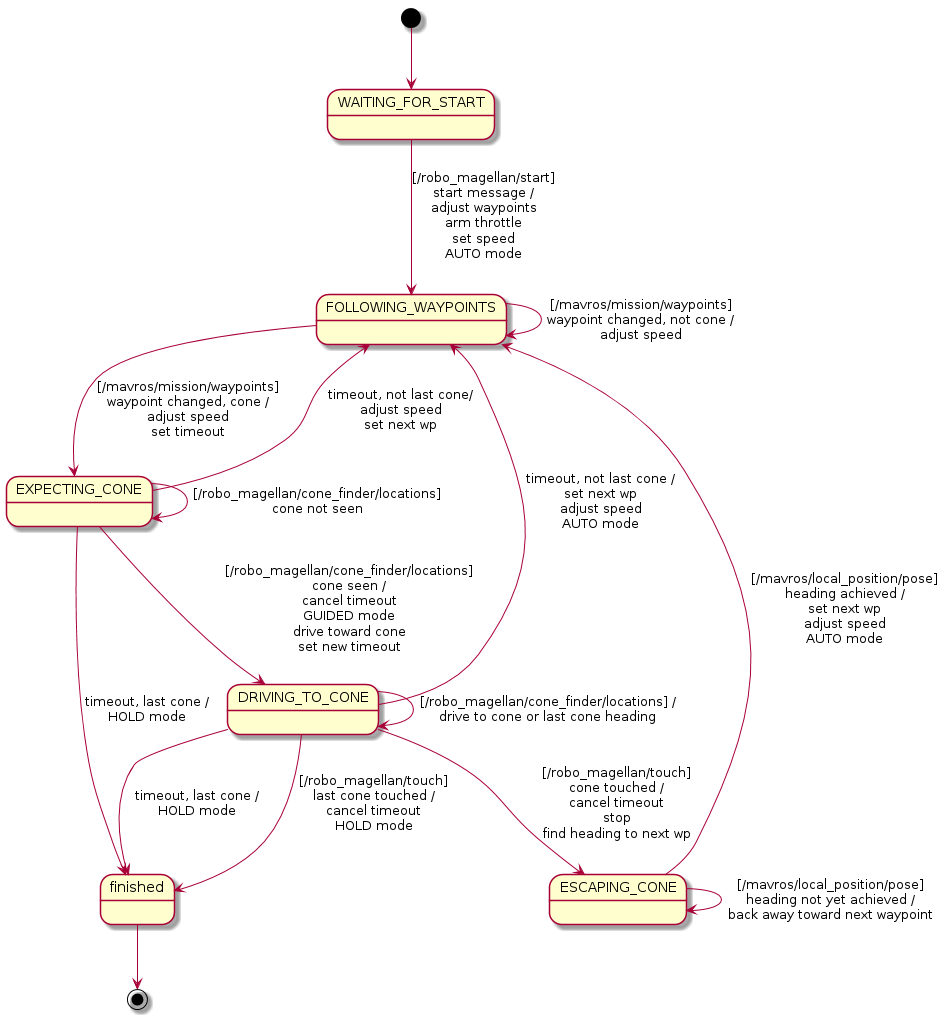 WAITING_FOR_START
[/robo_magellan/start]
start message /
adjust waypoints
arm throttle
set speed
AUTO mode
FOLLOWING_WAYPOINTS
[/mavros/mission/waypoints]
waypoint changed, not cone /
adjust speed
[/mavros/mission/waypoints]
waypoint changed, cone /
adjust speed
set timeout
timeout, not last cone/
adjust speed
set next wp
EXPECTING_CONE
[/robo_magellan/cone_finder/locations]
cone not seen
timeout, not last cone /
set next wp
adjust speed
AUTO mode
[/robo_magellan/cone_finder/locations]
cone seen /
cancel timeout
GUIDED mode
drive toward cone
set new timeout
[/mavros/local_position/pose]
heading achieved /
set next wp
adjust speed
AUTO mode
timeout, last cone /
HOLD mode
DRIVING_TO_CONE
[/robo_magellan/cone_finder/locations] /
drive to cone or last cone heading
timeout, last cone /
HOLD mode
[/robo_magellan/touch]
last cone touched /
cancel timeout
HOLD mode
[/robo_magellan/touch]
cone touched /
cancel timeout
stop
find heading to next wp
finished
ESCAPING_CONE
[/mavros/local_position/pose]
heading not yet achieved /
back away toward next waypoint